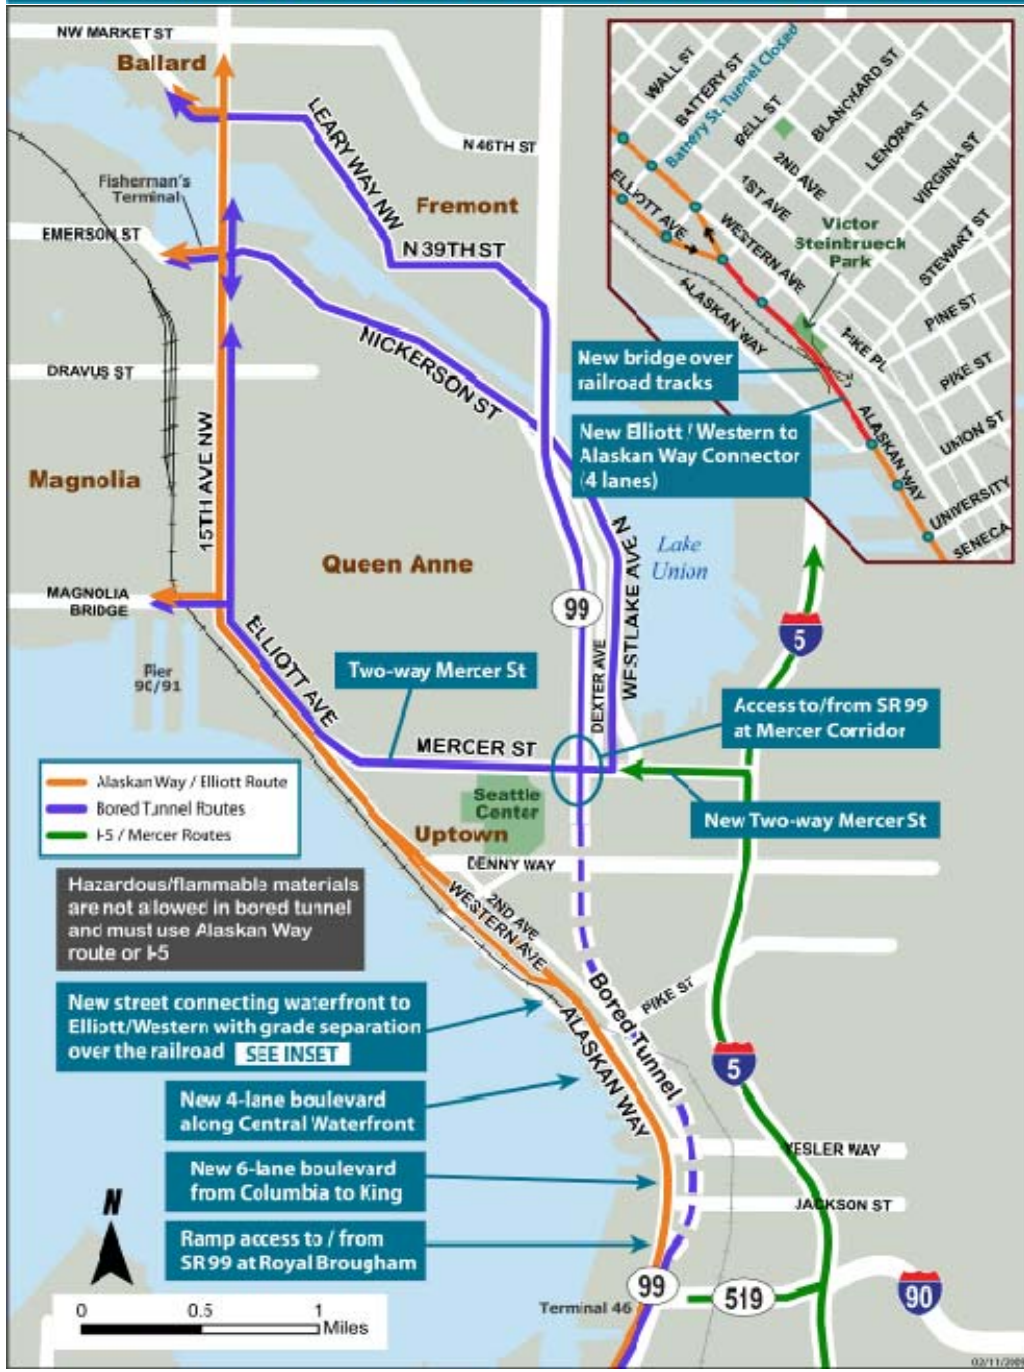 NW MARKET ST
Ballard
LEARY WAY NW
N 46TH ST
Fisherman's
Terminal
Fremont
EMERSON ST
N 39TH ST
NICKERSON ST
DRAVUS ST
15TH AVE NW
Magnolia
Queen Anne
MAGNOLIA
BRIDGE
ELLIOTT AVE
Pier
90/91
Two-way Mercer St
MERCER ST
99
DEXTER AVE
WESTLAKE AVE N
Lake
Union
5
Access to/from SR 99
at Mercer Corridor
New Two-way Mercer St
Seattle
Center
Uptown
DENNY WAY
Alaskan Way / Elliott Route
Bored Tunnel Routes
I-5 / Mercer Routes
Hazardous/flammable materials
are not allowed in bored tunnel
and must use Alaskan Way
route or I-5
2ND AVE
WESTERN AVE
PIKE ST
Bored Tunnel
ALASKAN WAY
New street connecting waterfront to
Elliott/Western with grade separation
over the railroad SEE INSET
New 4-lane boulevard
along Central Waterfront
New 6-lane boulevard
from Columbia to King
Ramp access to / from
SR 99 at Royal Brougham
5
YESLER WAY
JACKSON ST
99
519
90
Terminal 46
N
0 0.5 1
Miles
WALL ST
BATTERY ST
Battery St. Tunnel Closed
BELL ST
BLANCHARD ST
LENORA ST
VIRGINIA ST
2ND AVE
1ST AVE
ELLIOTT AVE
WESTERN AVE
Victor
Steinbrueck
Park
STEWART ST
ALASKAN WAY
PINE ST
PIKE PL
PIKE ST
New bridge over
railroad tracks
New Elliott / Western to
Alaskan Way Connector
(4 lanes)
ALASKAN WAY
UNION ST
UNIVERSITY
SENECA